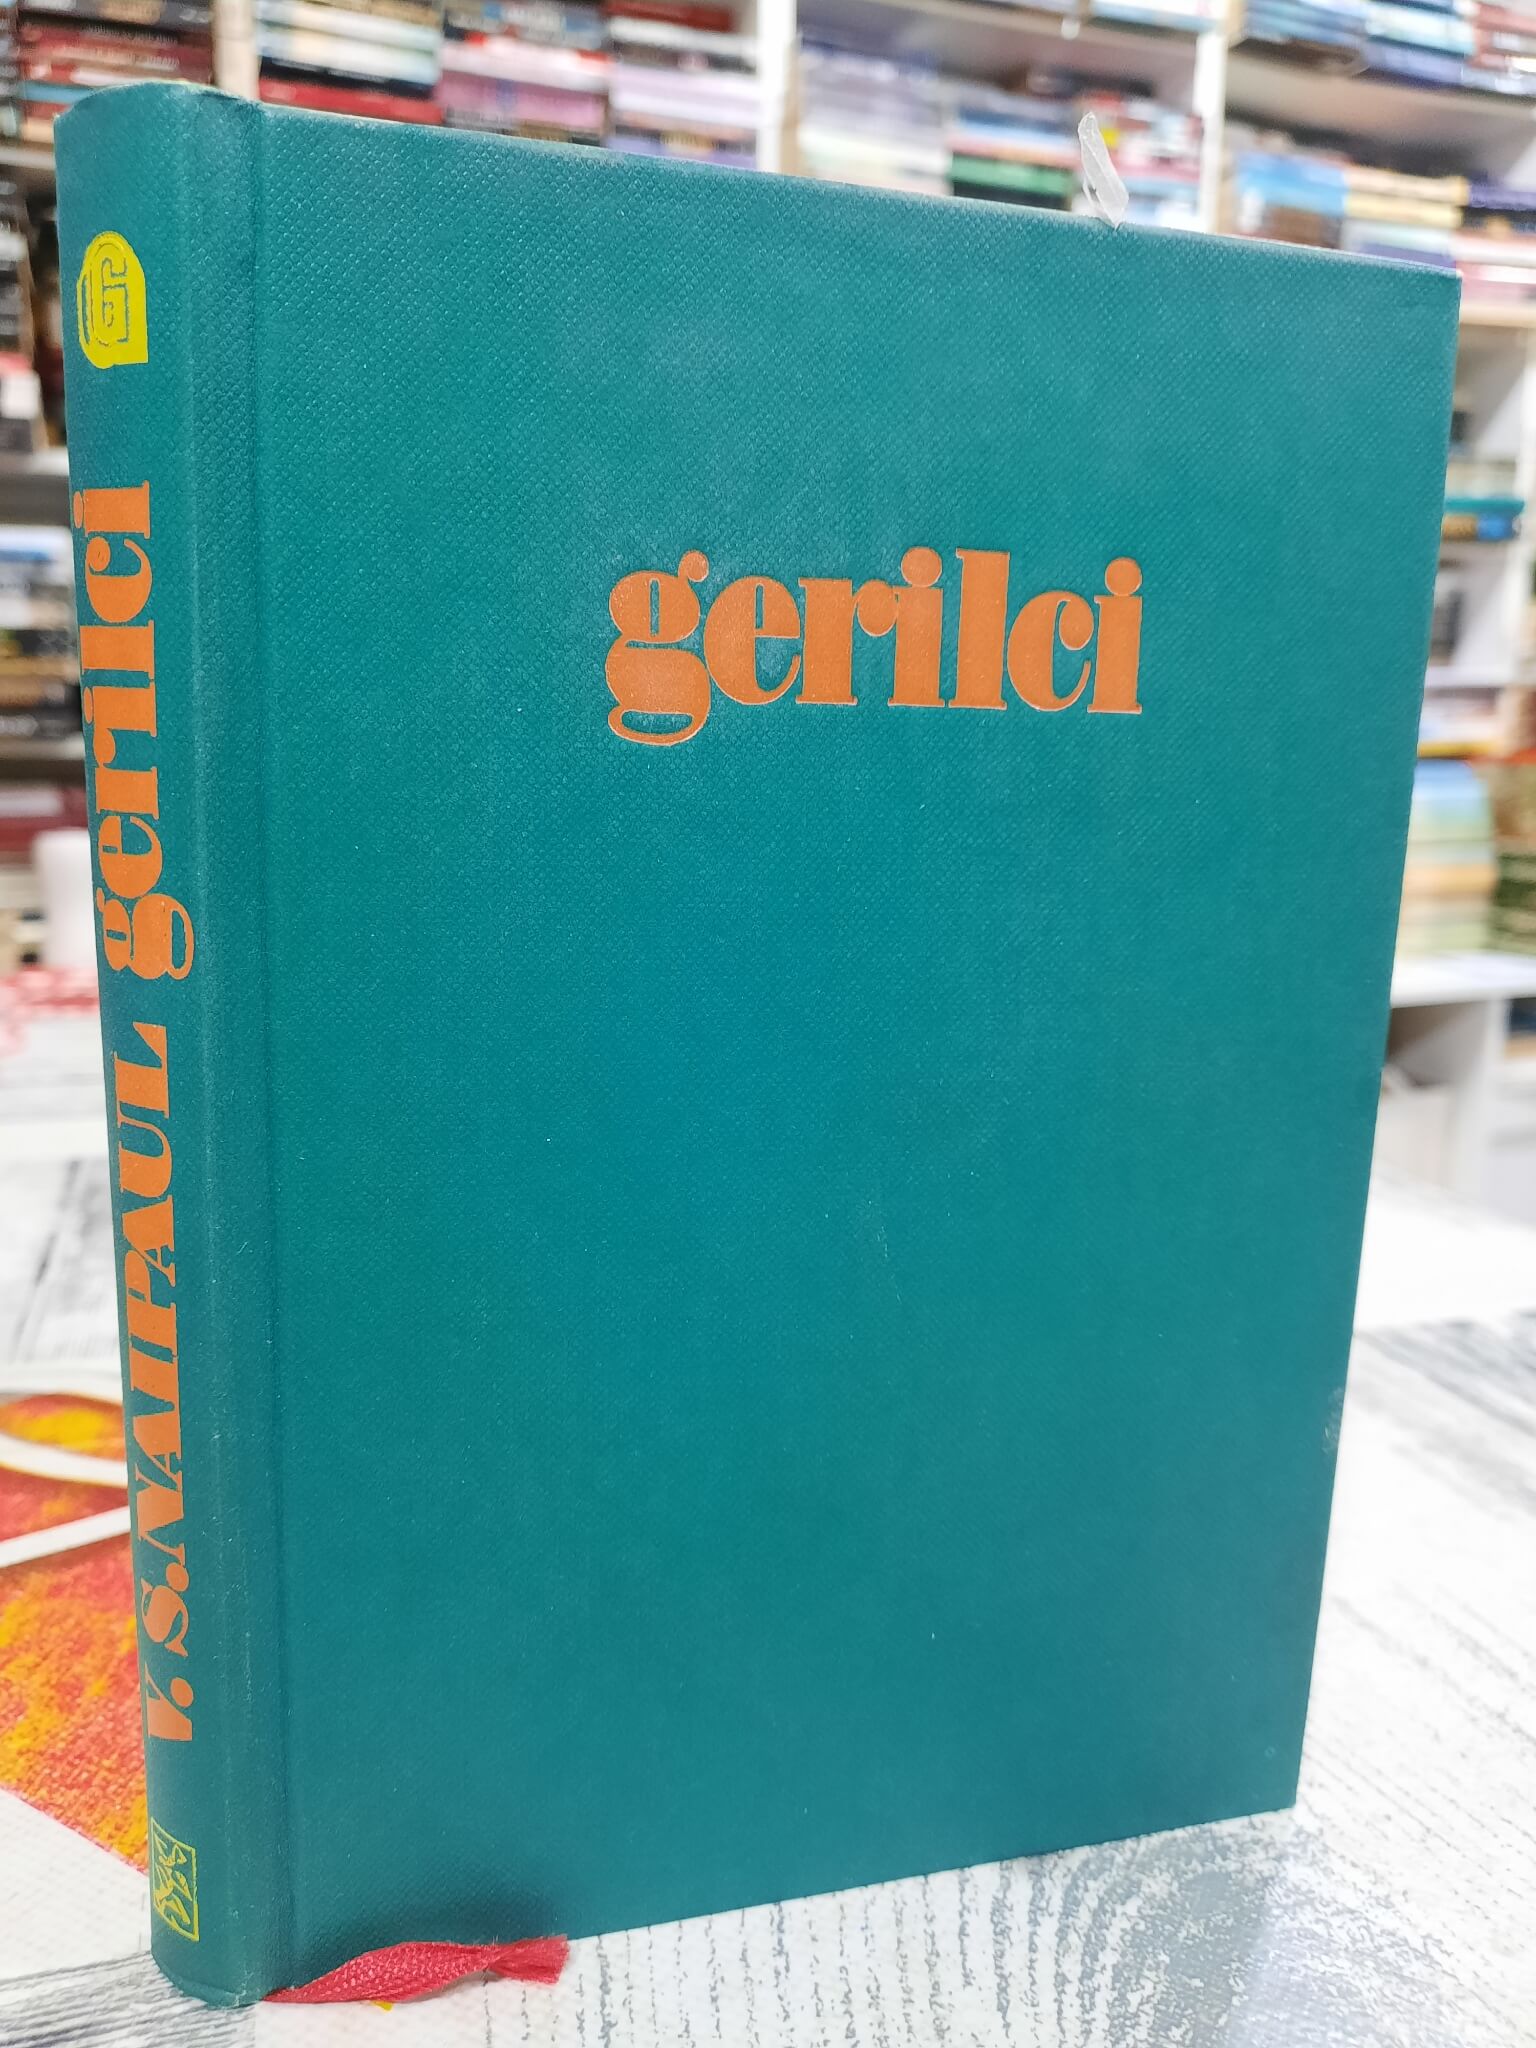 gerilci
V. S. NAIPAUL gerilci
G